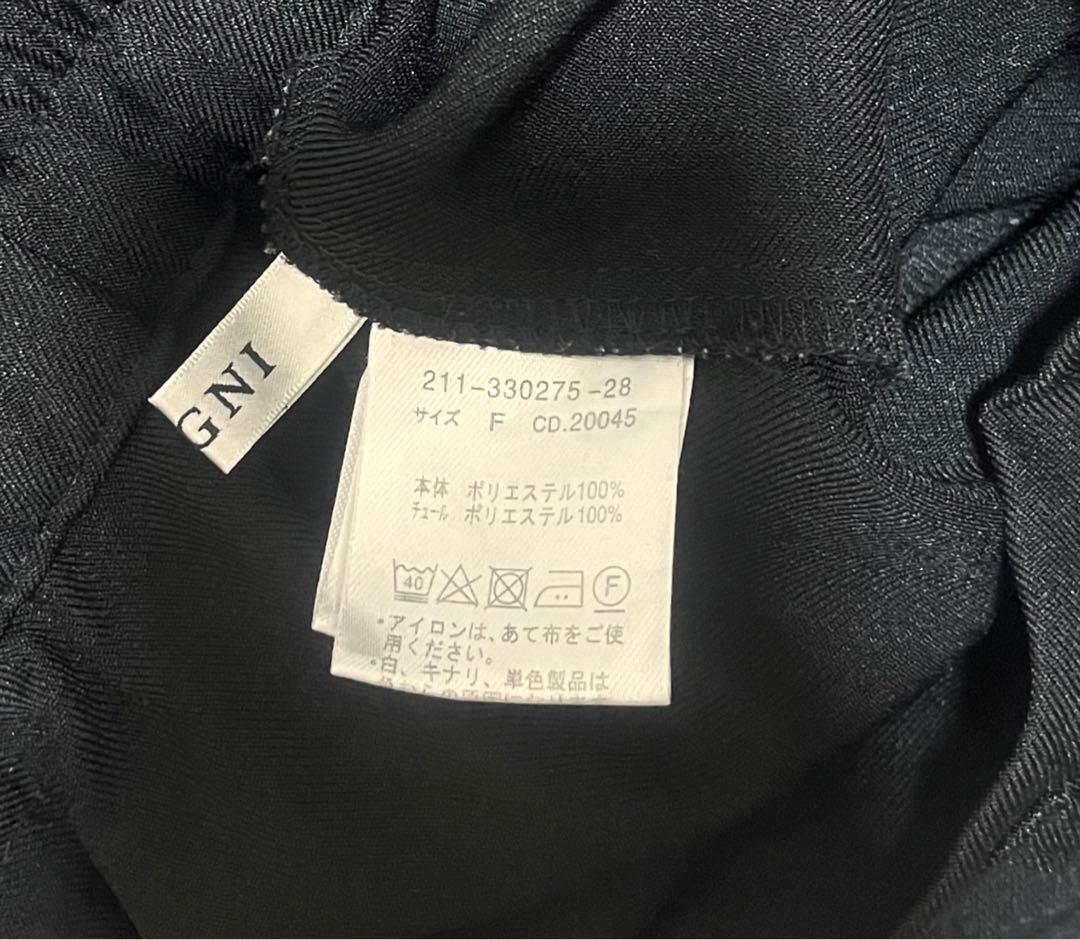 GNI
211-330275-28
サイズ F CD.20045
本体 ポリエステル100%
チュール ポリエステル100%
40 F
・アイロンは、あて布をご使
用ください。
・白、キナリ、単色製品は